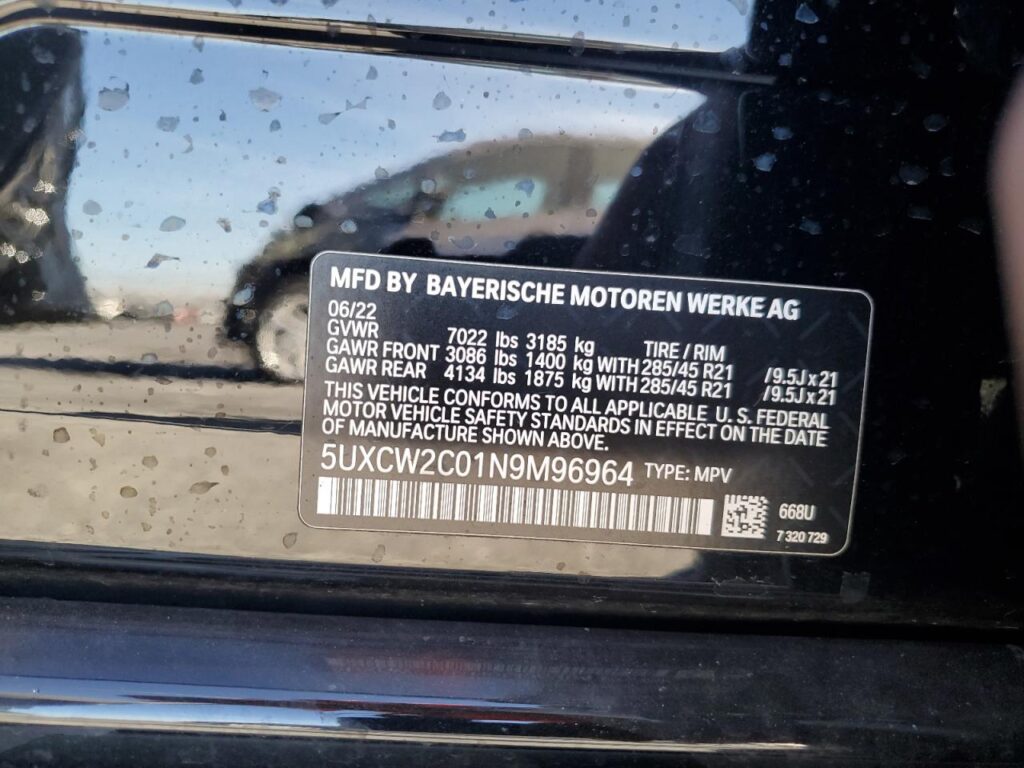 MFD BY BAYERISCHE MOTOREN WERKE AG
06/22
GVWR 7022 lbs 3185 kg TIRE / RIM
GAWR FRONT 3086 lbs 1400 kg WITH 285/45 R21 /9.5J x 21
GAWR REAR 4134 lbs 1875 kg WITH 285/45 R21 /9.5J x 21
THIS VEHICLE CONFORMS TO ALL APPLICABLE U. S. FEDERAL
MOTOR VEHICLE SAFETY STANDARDS IN EFFECT ON THE DATE
OF MANUFACTURE SHOWN ABOVE.
5UXCW2C01N9M96964 TYPE: MPV
668U
7 320 729